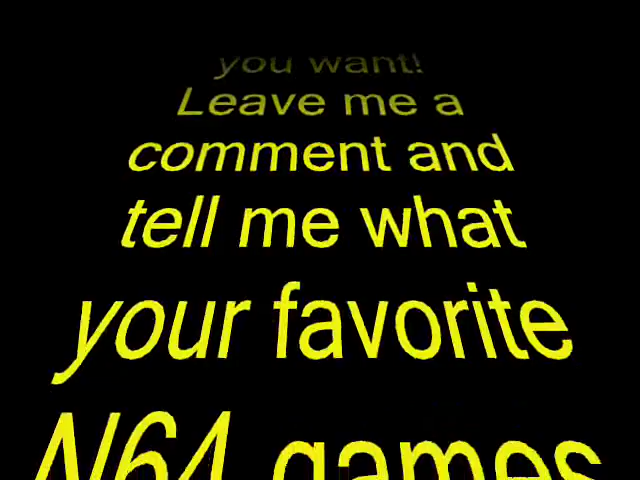 you want!
Leave me a
comment and
tell me what
your favorite
N64 games